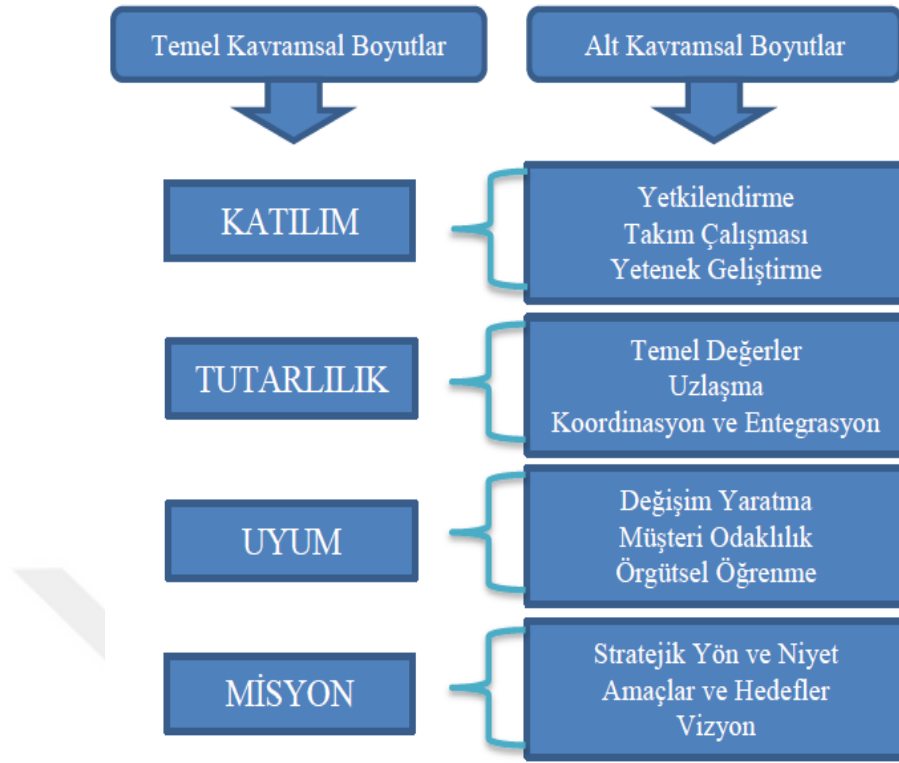 Temel Kavramsal Boyutlar
Alt Kavramsal Boyutlar
KATILIM
Yetkilendirme
Takım Çalışması
Yetenek Geliştirme
TUTARLILIK
Temel Değerler
Uzlaşma
Koordinasyon ve Entegrasyon
UYUM
Değişim Yaratma
Müşteri Odaklılık
Örgütsel Öğrenme
MİSYON
Stratejik Yön ve Niyet
Amaçlar ve Hedefler
Vizyon